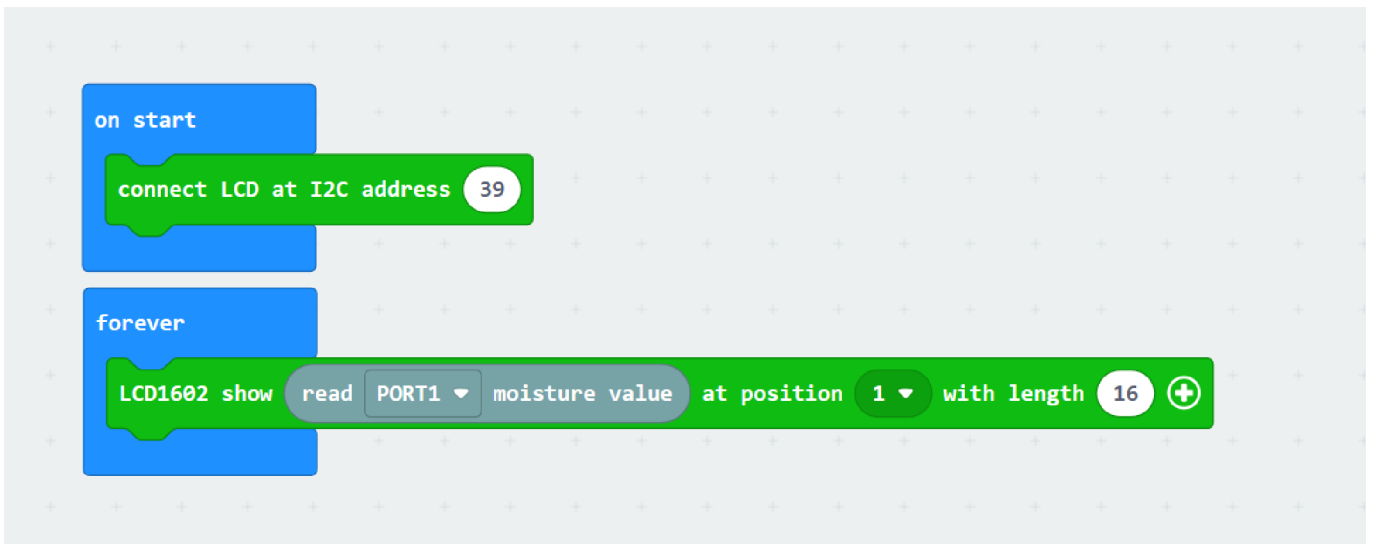 on start
connect LCD at I2C address 39
forever
LCD1602 show read PORT1 moisture value at position 1 with length 16